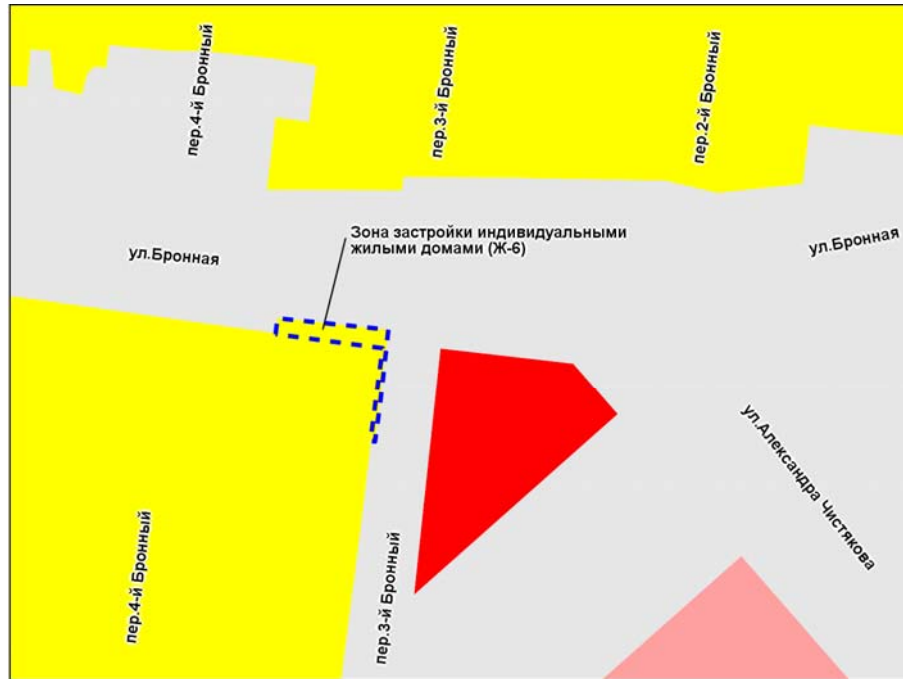 пер.4-й Бронный
пер.3-й Бронный
пер.2-й Бронный
Зона застройки индивидуальными
жилыми домами (Ж-6)
ул.Бронная
ул.Бронная
ул.Александра Чистякова
пер.4-й Бронный
пер.3-й Бронный